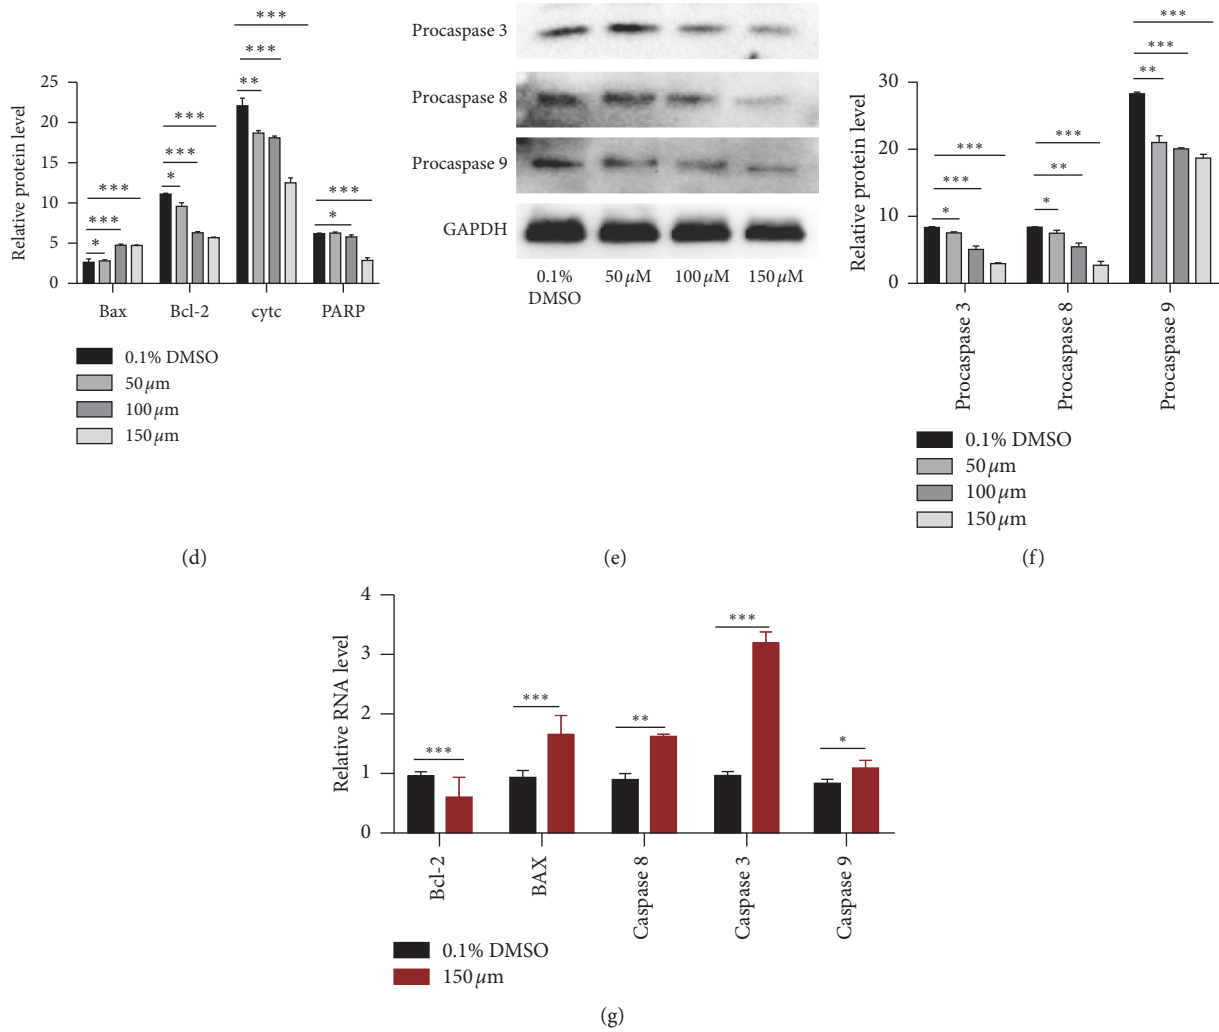 Relative protein level
25
20
15
10
5
0
***
***
*
***
***
*
***
***
**
***
*
Bax
Bcl-2
cytc
PARP
0.1% DMSO
50 μm
100 μm
150 μm
(d)
Procaspase 3
Procaspase 8
Procaspase 9
GAPDH
0.1%
DMSO
50 μM
100 μM
150 μM
(e)
Relative protein level
30
20
10
0
***
***
*
***
**
*
***
***
**
Procaspase 3
Procaspase 8
Procaspase 9
0.1% DMSO
50 μm
100 μm
150 μm
(f)
Relative RNA level
4
3
2
1
0
***
***
**
***
*
Bcl-2
BAX
Caspase 8
Caspase 3
Caspase 9
0.1% DMSO
150 μm
(g)